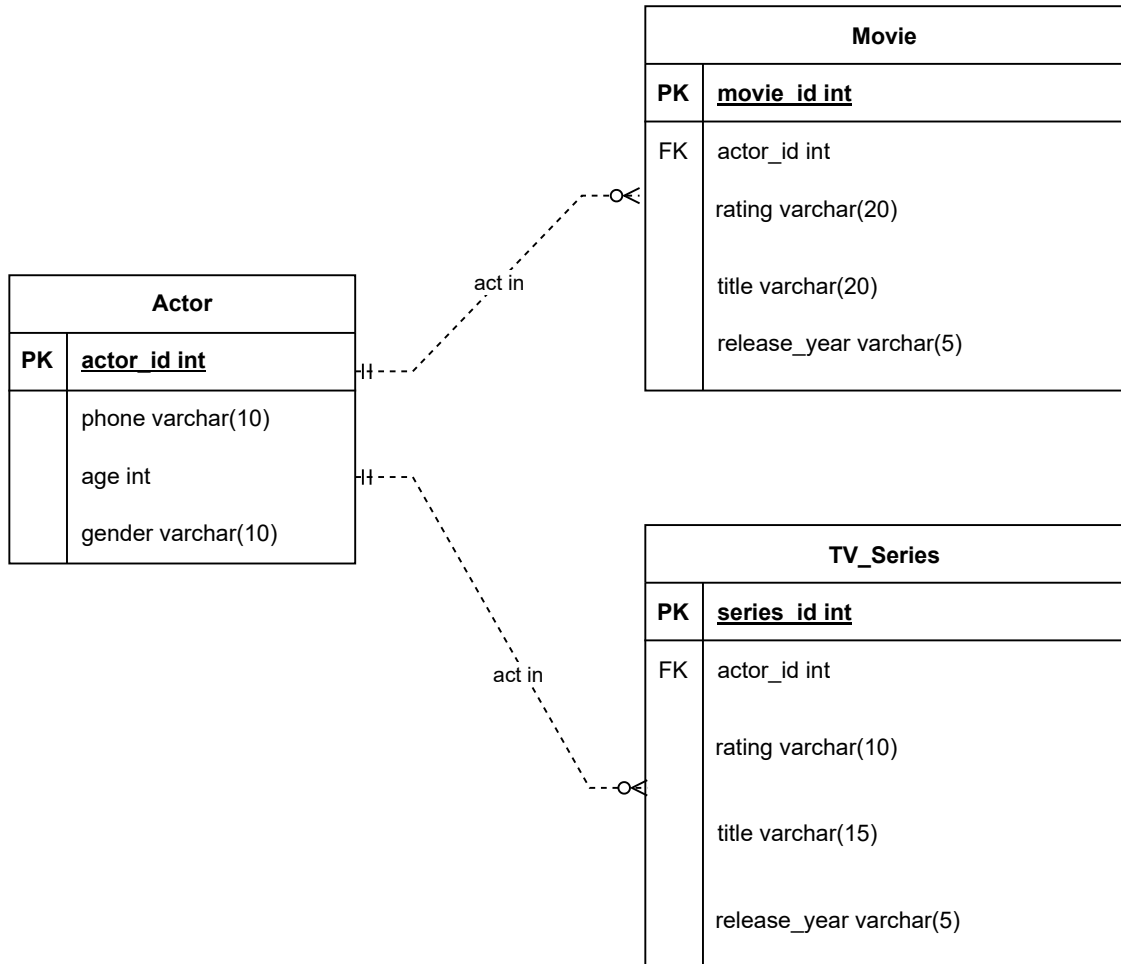 Movie
PK movie_id int
FK actor_id int
rating varchar(20)
title varchar(20)
release_year varchar(5)
act in
Actor
PK actor_id int
phone varchar(10)
age int
gender varchar(10)
act in
TV_Series
PK series_id int
FK actor_id int
rating varchar(10)
title varchar(15)
release_year varchar(5)